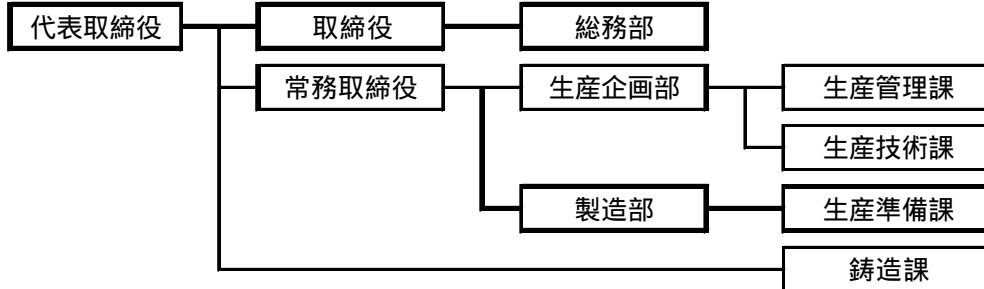 代表取締役 取締役 総務部
常務取締役 生産企画部 生産管理課
生産技術課
製造部 生産準備課
鋳造課